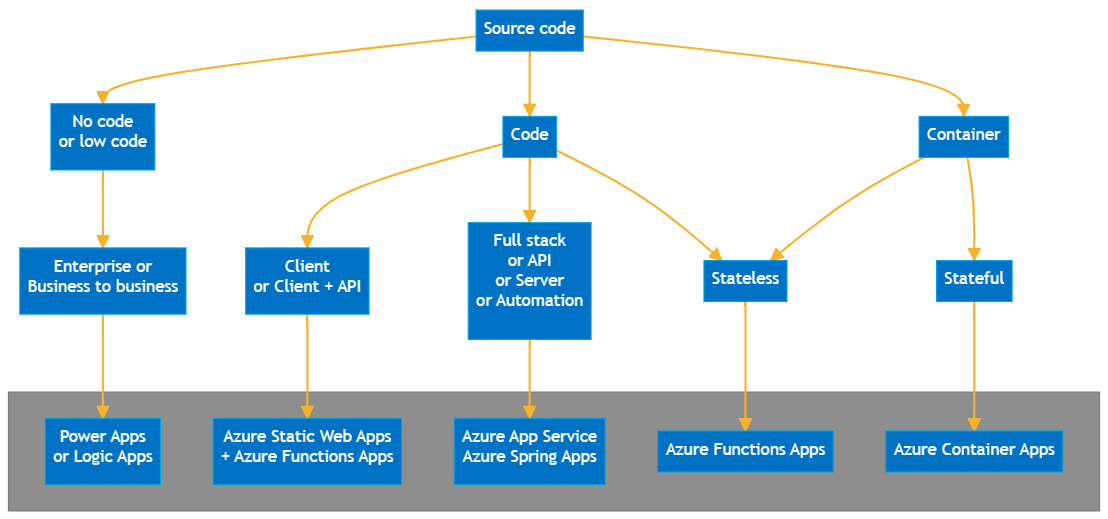 Source code
No code
or low code
Code
Container
Enterprise or
Business to business
Client
or Client + API
Full stack
or API
or Server
or Automation
Stateless
Stateful
Power Apps
or Logic Apps
Azure Static Web Apps
+ Azure Functions Apps
Azure App Service
Azure Spring Apps
Azure Functions Apps
Azure Container Apps